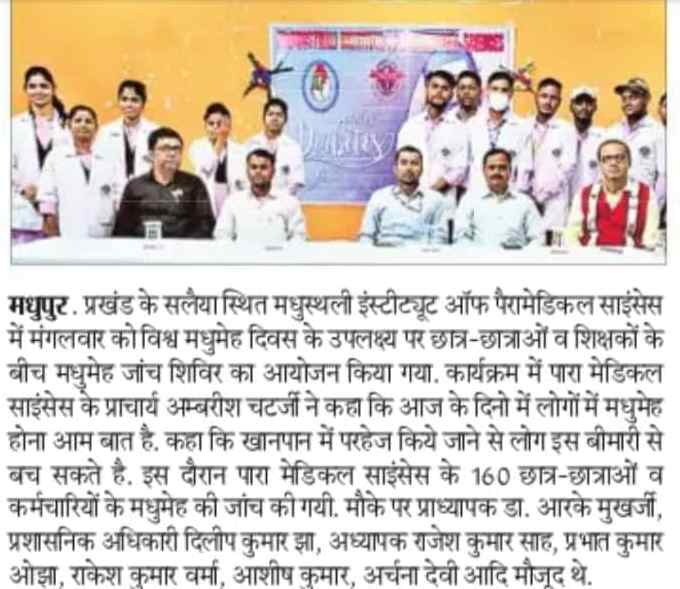 Diabetes
मधुपुर. प्रखंड के सलैया स्थित मधुस्थली इंस्टीट्यूट ऑफ पैरामेडिकल साइंसेस
में मंगलवार को विश्व मधुमेह दिवस के उपलक्ष्य पर छात्र-छात्राओं व शिक्षकों के
बीच मधुमेह जांच शिविर का आयोजन किया गया. कार्यक्रम में पारा मेडिकल
साइंसेस के प्राचार्य अम्बरीश चटर्जी ने कहा कि आज के दिनो में लोगों में मधुमेह
होना आम बात है. कहा कि खानपान में परहेज किये जाने से लोग इस बीमारी से
बच सकते है. इस दौरान पारा मेडिकल साइंसेस के 160 छात्र-छात्राओं व
कर्मचारियों के मधुमेह की जांच की गयी. मौके पर प्राध्यापक डा. आरके मुखर्जी,
प्रशासनिक अधिकारी दिलीप कुमार झा, अध्यापक राजेश कुमार साह, प्रभात कुमार
ओझा, राकेश कुमार वर्मा, आशीष कुमार, अर्चना देवी आदि मौजूद थे.